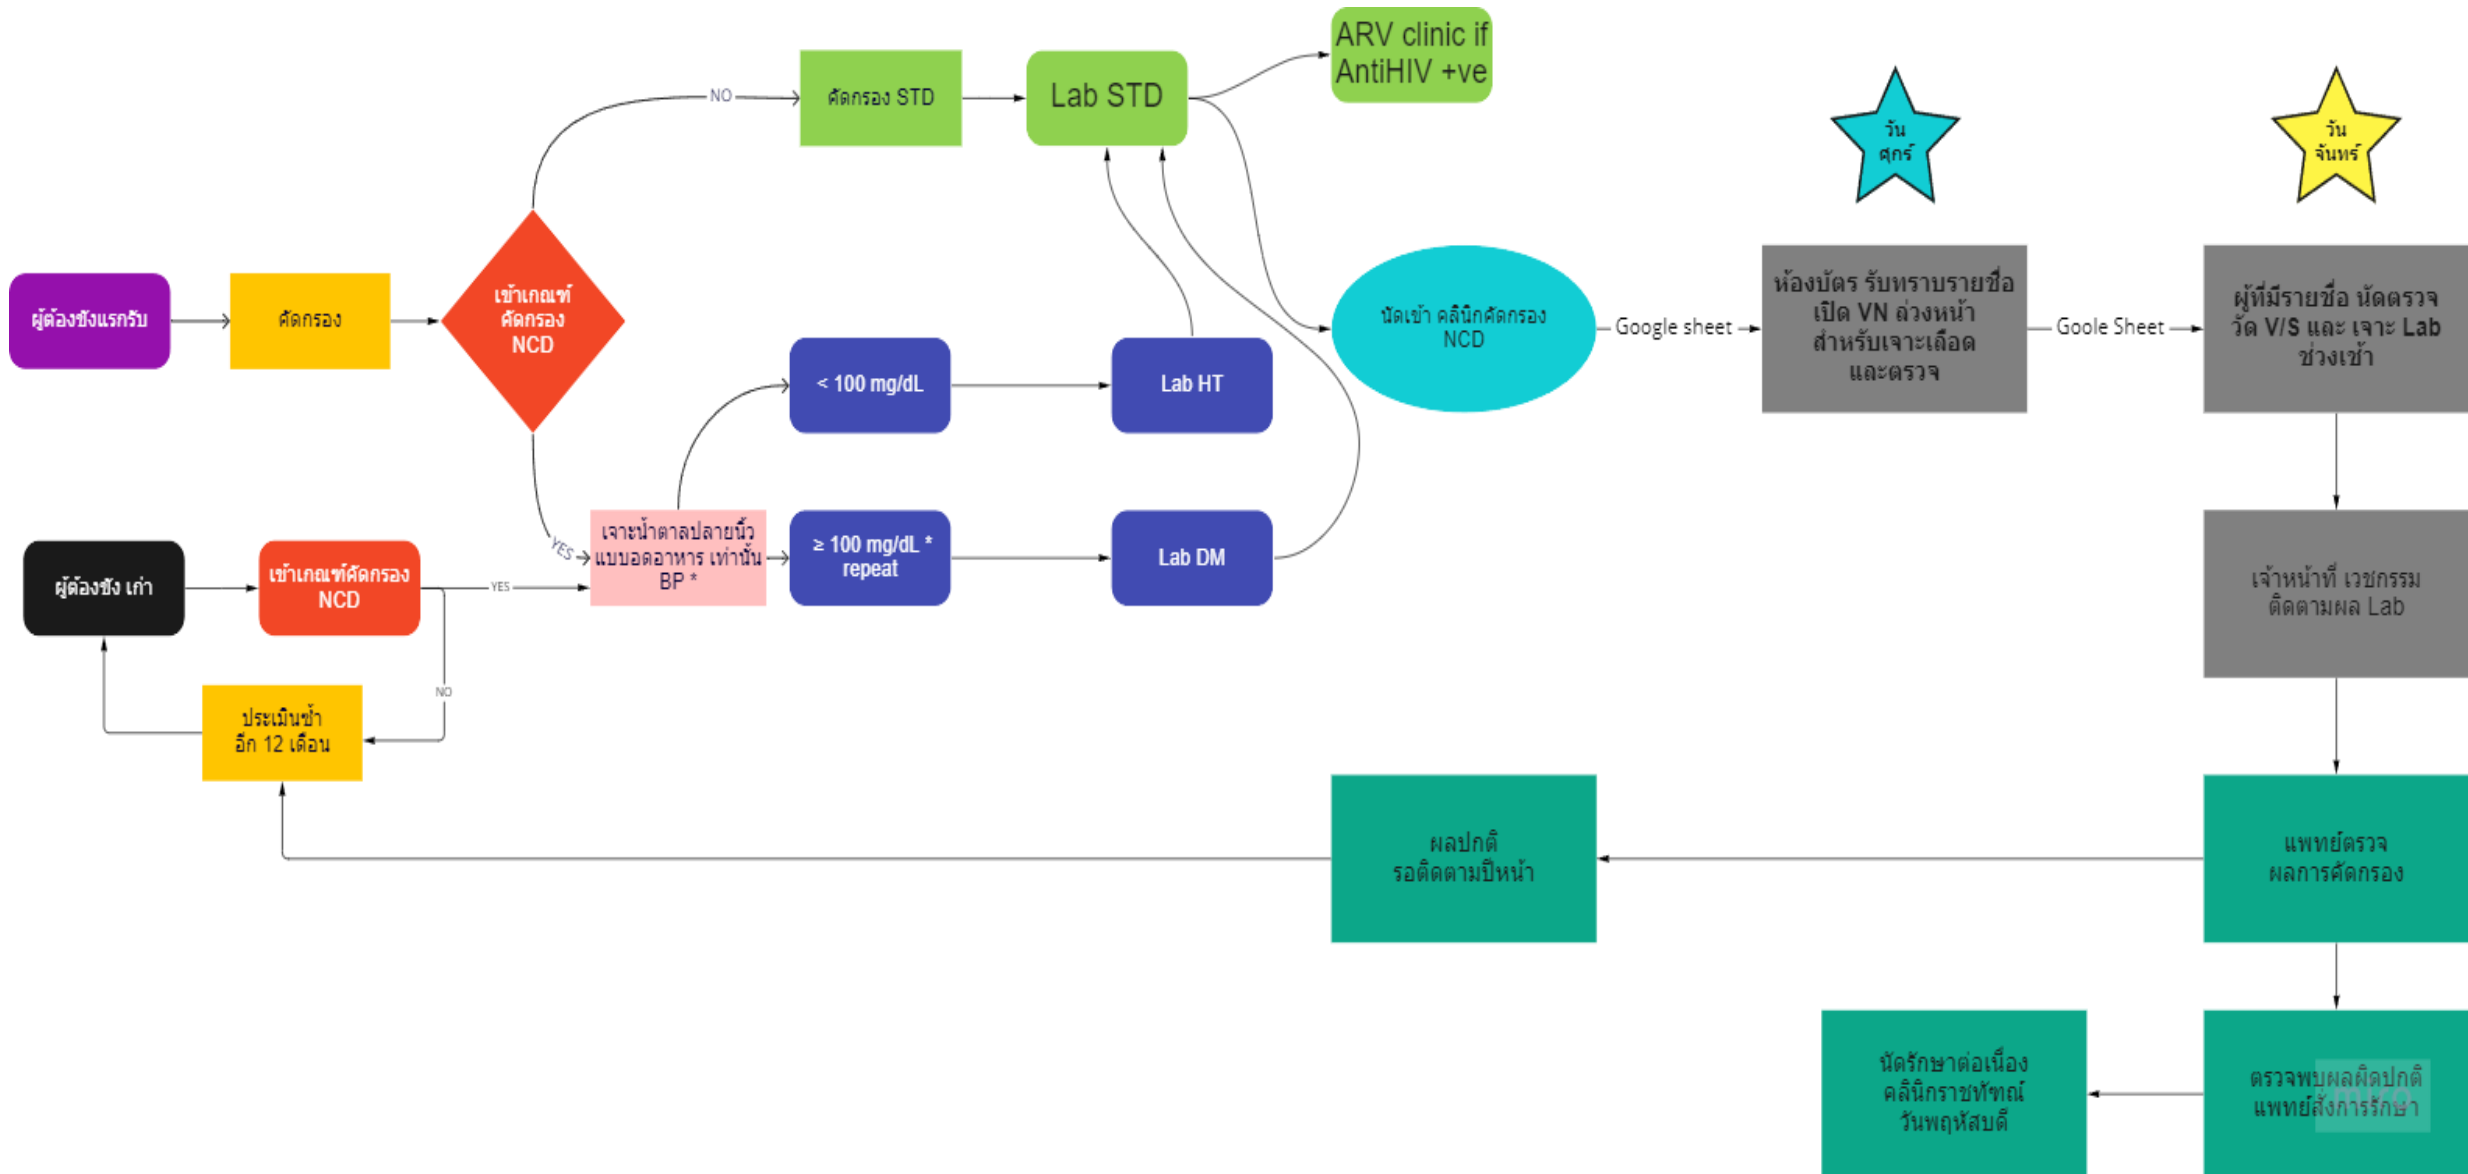 ARV clinic if
AntiHIV +ve
NO
คัดกรอง STD
Lab STD
วัน
ศุกร์
วัน
จันทร์
ผู้ต้องขังแรกรับ
คัดกรอง
เข้าเกณฑ์
คัดกรอง
NCD
นัดเข้า คลินิกคัดกรอง
NCD
Google sheet
ห้องบัตร รับทราบรายชื่อ
เปิด VN ล่วงหน้า
สำหรับเจาะเลือด
และตรวจ
Goole Sheet
ผู้ที่มีรายชื่อ นัดตรวจ
วัด V/S และ เจาะ Lab
ช่วงเช้า
< 100 mg/dL
Lab HT
YES
เจาะน้ำตาลปลายนิ้ว
แบบอดอาหาร เท่านั้น
BP *
≥ 100 mg/dL *
repeat
Lab DM
ผู้ต้องขัง เก่า
เข้าเกณฑ์คัดกรอง
NCD
YES
NO
เจ้าหน้าที่ เวชกรรม
ติดตามผล Lab
ประเมินซ้ำ
อีก 12 เดือน
ผลปกติ
รอติดตามปีหน้า
แพทย์ตรวจ
ผลการคัดกรอง
นัดรักษาต่อเนื่อง
คลินิกราชทัฑณ์
วันพฤหัสบดี
ตรวจพบผลผิดปกติ
แพทย์สั่งการรักษา
miro